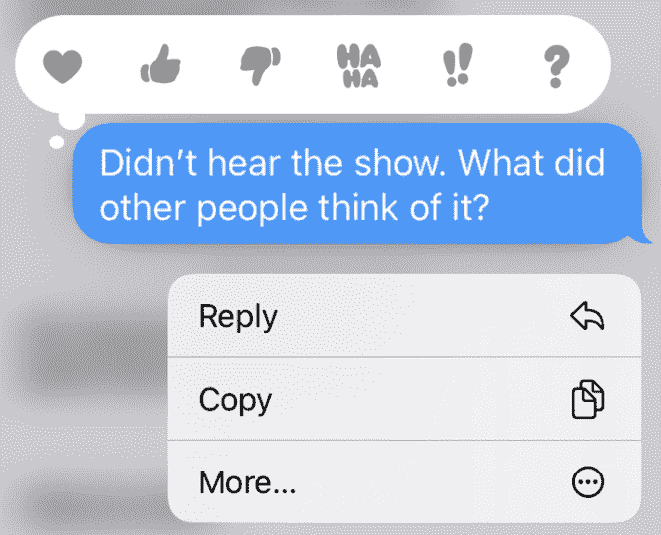 HA
HA
!!
?
Didn't hear the show. What did
other people think of it?
Reply
Copy
More...